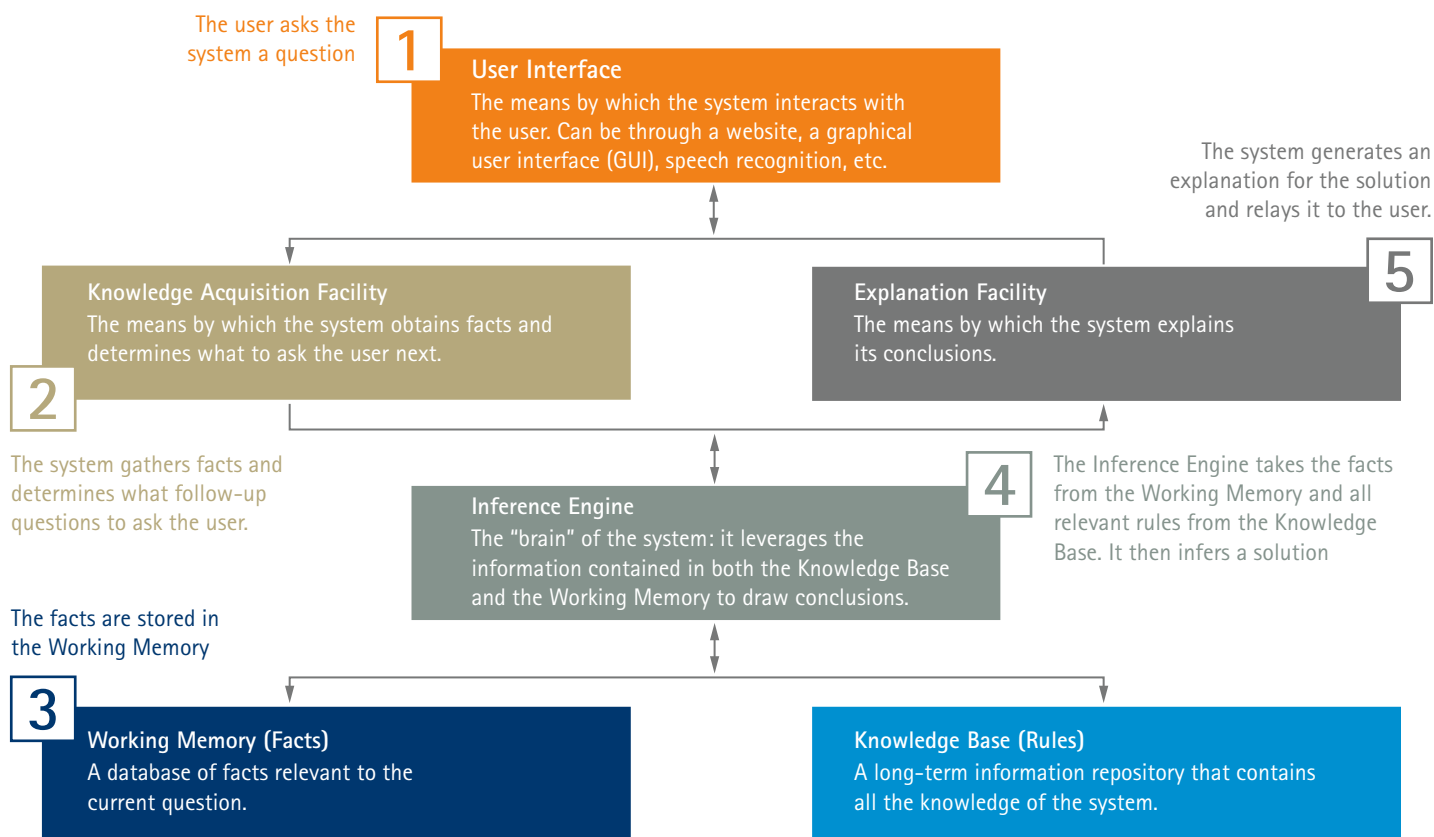 The user asks the
system a question
1
User Interface
The means by which the system interacts with
the user. Can be through a website, a graphical
user interface (GUI), speech recognition, etc.
The system generates an
explanation for the solution
and relays it to the user.
5
Knowledge Acquisition Facility
The means by which the system obtains facts and
determines what to ask the user next.
2
Explanation Facility
The means by which the system explains
its conclusions.
The system gathers facts and
determines what follow-up
questions to ask the user.
Inference Engine
The “brain” of the system: it leverages the
information contained in both the Knowledge Base
and the Working Memory to draw conclusions.
4
The Inference Engine takes the facts
from the Working Memory and all
relevant rules from the Knowledge
Base. It then infers a solution
The facts are stored in
the Working Memory
3
Working Memory (Facts)
A database of facts relevant to the
current question.
Knowledge Base (Rules)
A long-term information repository that contains
all the knowledge of the system.